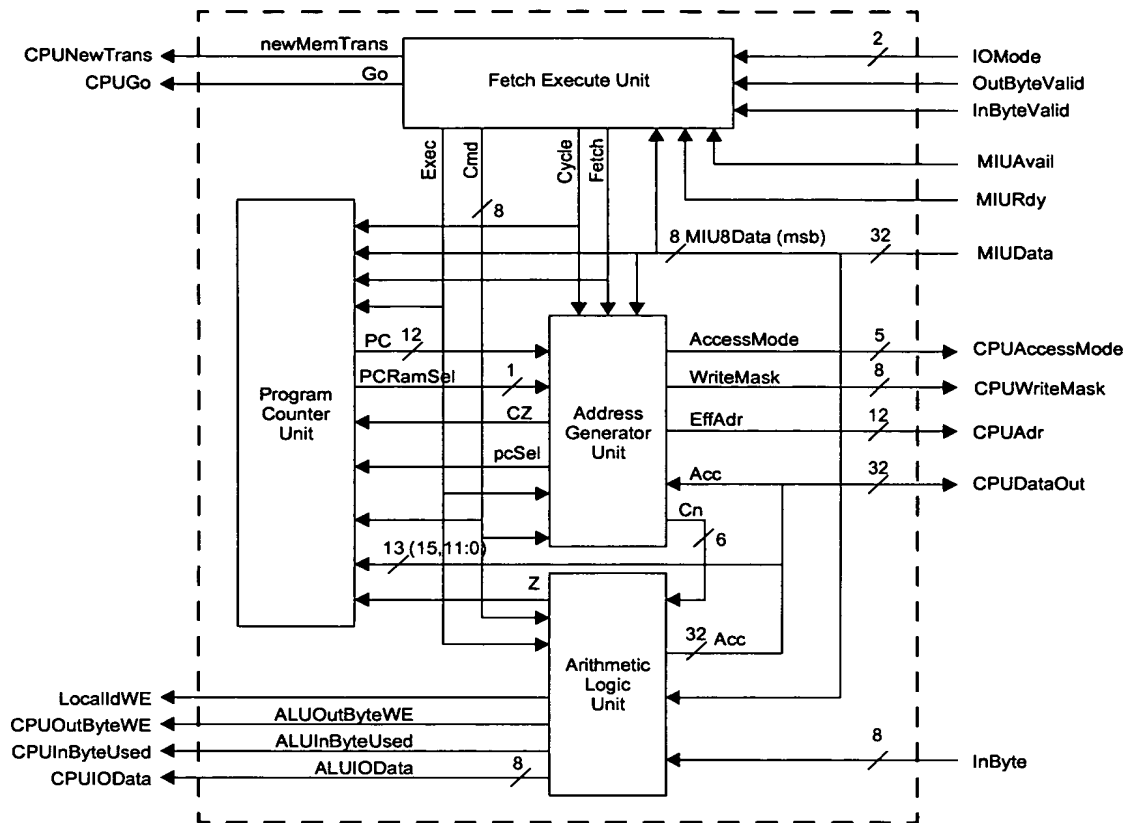 CPUNewTrans
newMemTrans
CPUGo
Go
Fetch Execute Unit
2
IOMode
OutByteValid
InByteValid
MIUAvail
MIURdy
Exec
Cmd
Cycle
Fetch
8
8 MIU8Data (msb)
32
MIUData
PC
12
PCRamSel
1
CZ
pcSel
Program
Counter
Unit
Address
Generator
Unit
AccessMode
5
CPUAccessMode
WriteMask
8
CPUWriteMask
EffAdr
12
CPUAdr
Acc
32
CPUDataOut
Cn
6
13 (15,11:0)
Z
32 Acc
Arithmetic
Logic
Unit
LocalIdWE
CPUOutByteWE
ALUOutByteWE
CPUInByteUsed
ALUInByteUsed
CPUIOData
ALUIOData
8
8
InByte